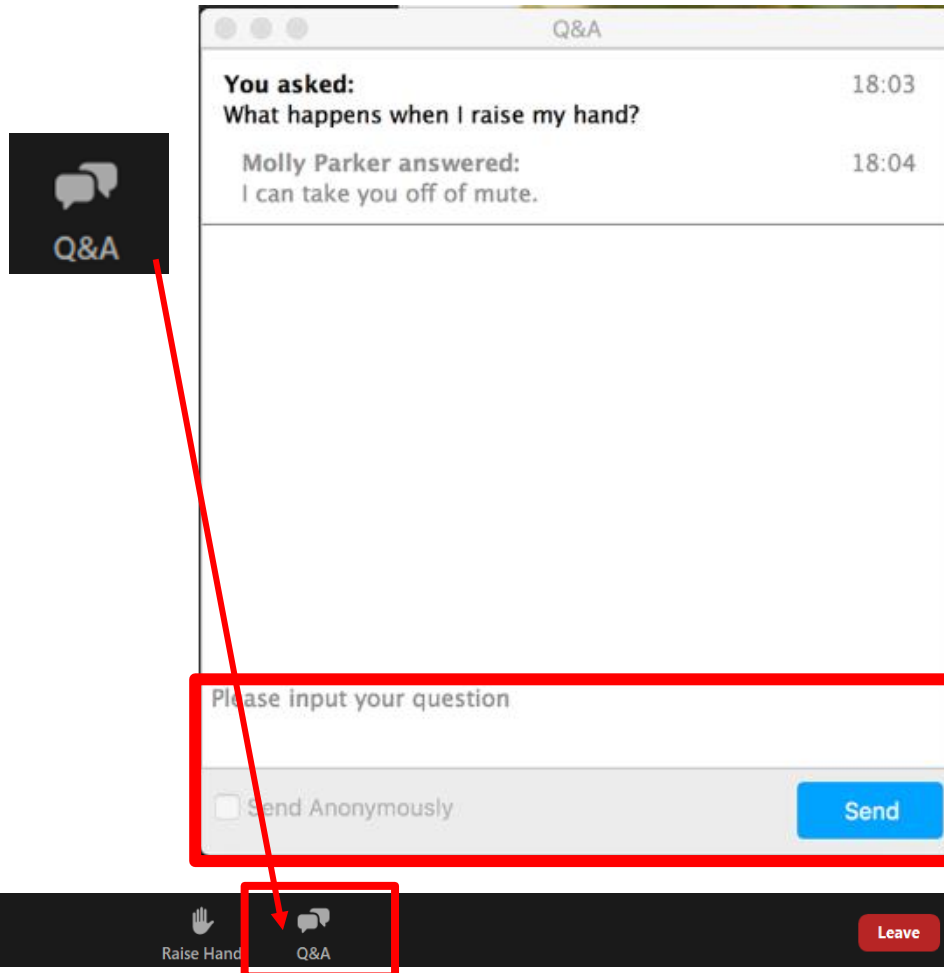 Q&A
You asked: 18:03
What happens when I raise my hand?
Molly Parker answered: 18:04
I can take you off of mute.
Q&A
Please input your question
Send Anonymously Send
Raise Hand Q&A Leave